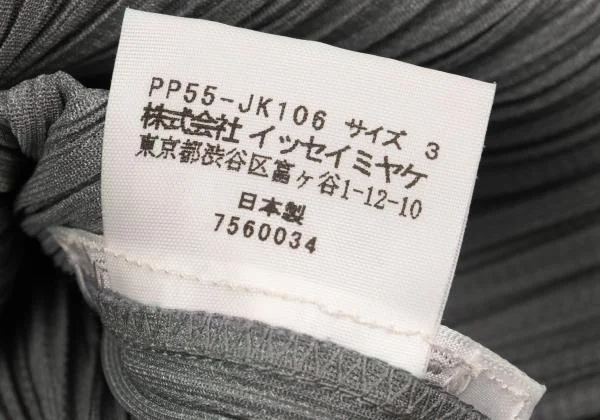 PP55-JK106 サイズ 3
株式会社 イッセイミヤケ
東京都渋谷区富ヶ谷1-12-10
日本製
7560034